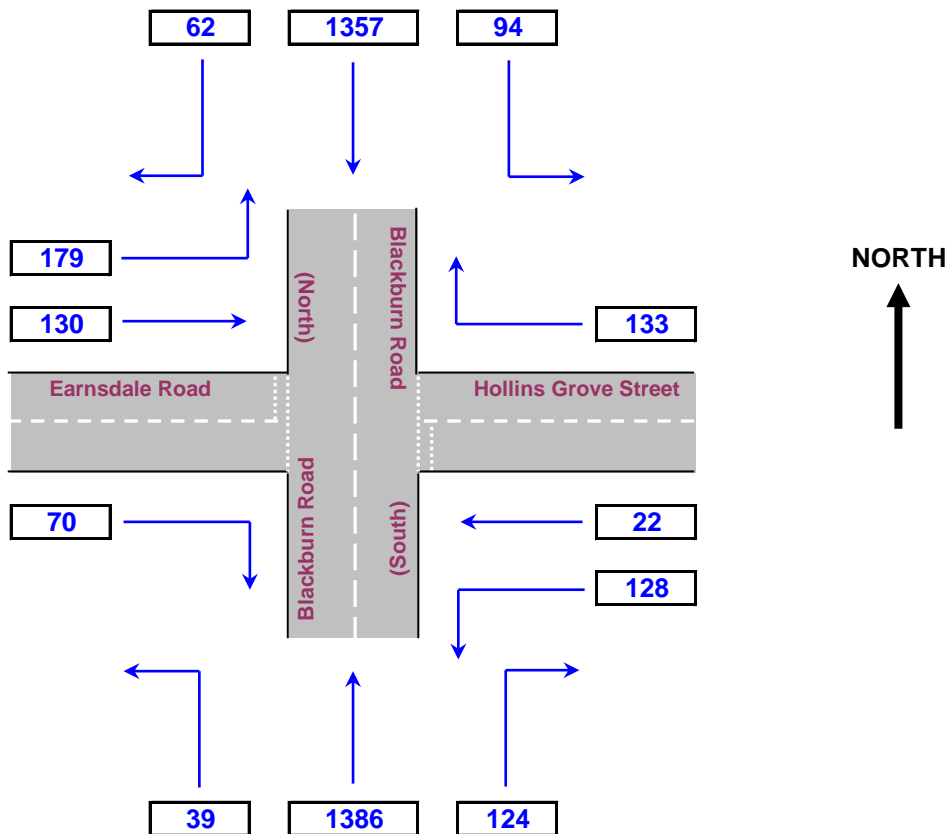 62 1357 94
179
NORTH
130 133
Earnsdale Road
Hollins Grove Street
Blackburn Road
(North)
Blackburn Road
(South)
70 22
128
39 1386 124